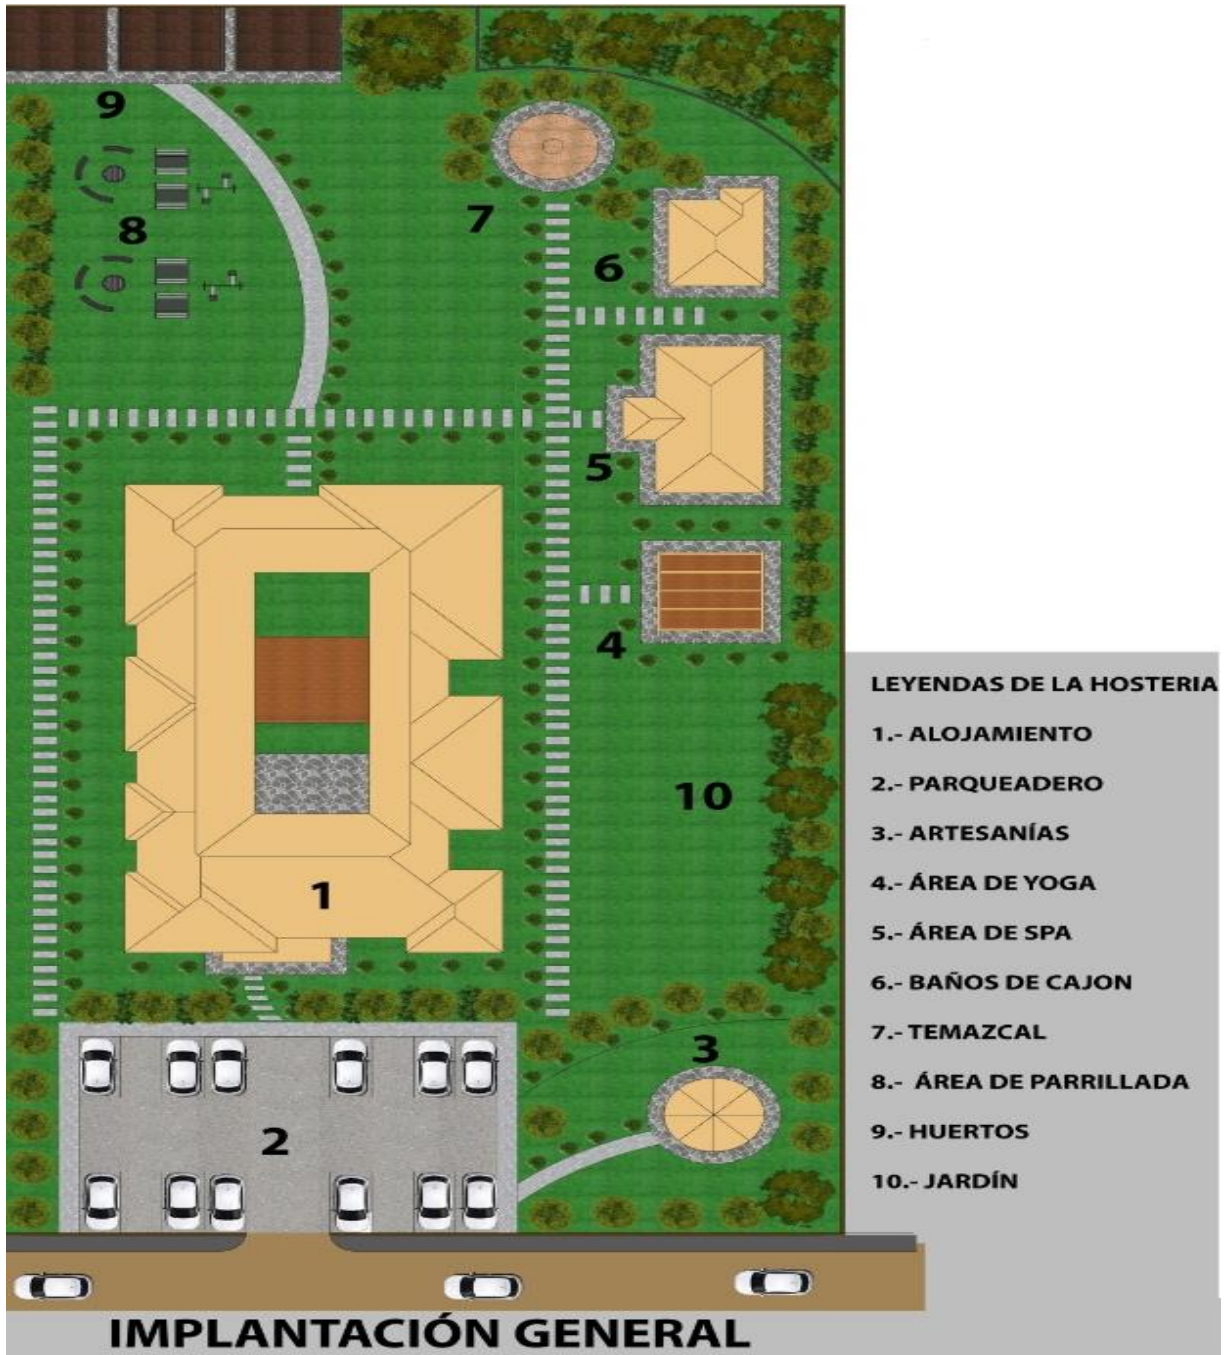 9
8
7
6
5
4
10
1
3
2
LEYENDAS DE LA HOSTERIA
1.- ALOJAMIENTO
2.- PARQUEADERO
3.- ARTESANÍAS
4.- ÁREA DE YOGA
5.- ÁREA DE SPA
6.- BAÑOS DE CAJON
7.- TEMAZCAL
8.- ÁREA DE PARRILLADA
9.- HUERTOS
10.- JARDÍN
IMPLANTACIÓN GENERAL